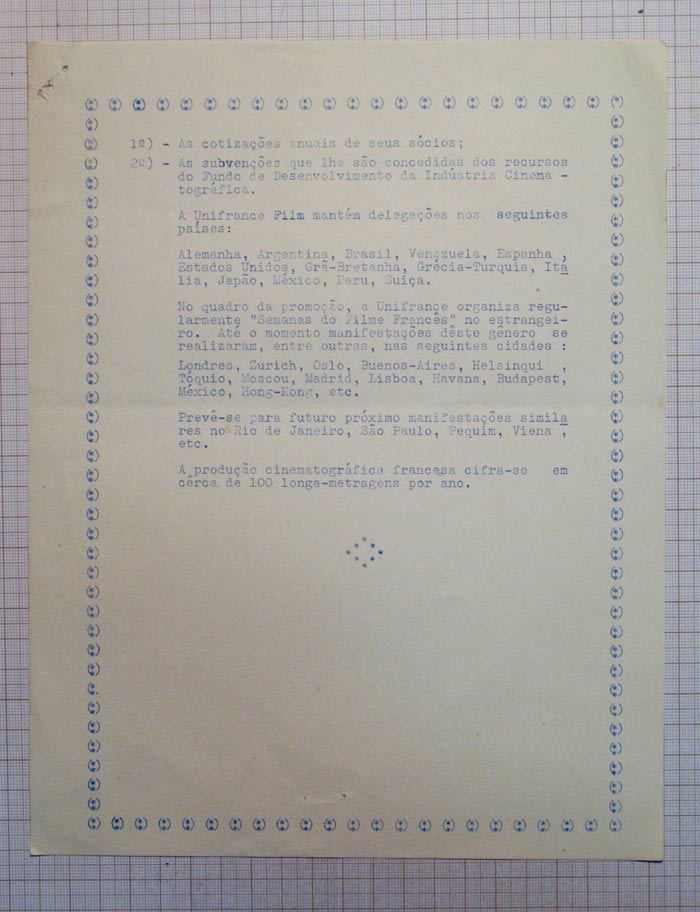 1º) - As cotizações anuais de seus sócios;
2º) - As subvenções que lhe são concedidas dos recursos
do Fundo de Desenvolvimento da Indústria Cinema -
tográfica.
A Unifrance Film mantém delegações nos seguintes
países:
Alemanha, Argentina, Brasil, Venezuela, Espanha ,
Estados Unidos, Grã-Bretanha, Grécia-Turquia, Itá
lia, Japão, México, Peru, Suiça.
No quadro da promoção, a Unifrance organiza regu-
larmente "Semanas do Filme Francês" no estrangei-
ro. Até o momento manifestações dêste gênero se
realizaram, entre outras, nas seguintes cidades :
Londres, Zurich, Oslo, Buenos-Aires, Helsinqui ,
Tóquio, Moscou, Madrid, Lisboa, Havana, Budapest,
México, Hong-Kong, etc.
Prevê-se para futuro próximo manifestações simila
res no Rio de Janeiro, São Paulo, Pequim, Viena ,
etc.
A produção cinematográfica francesa cifra-se em
cerca de 100 longa-metragens por ano.